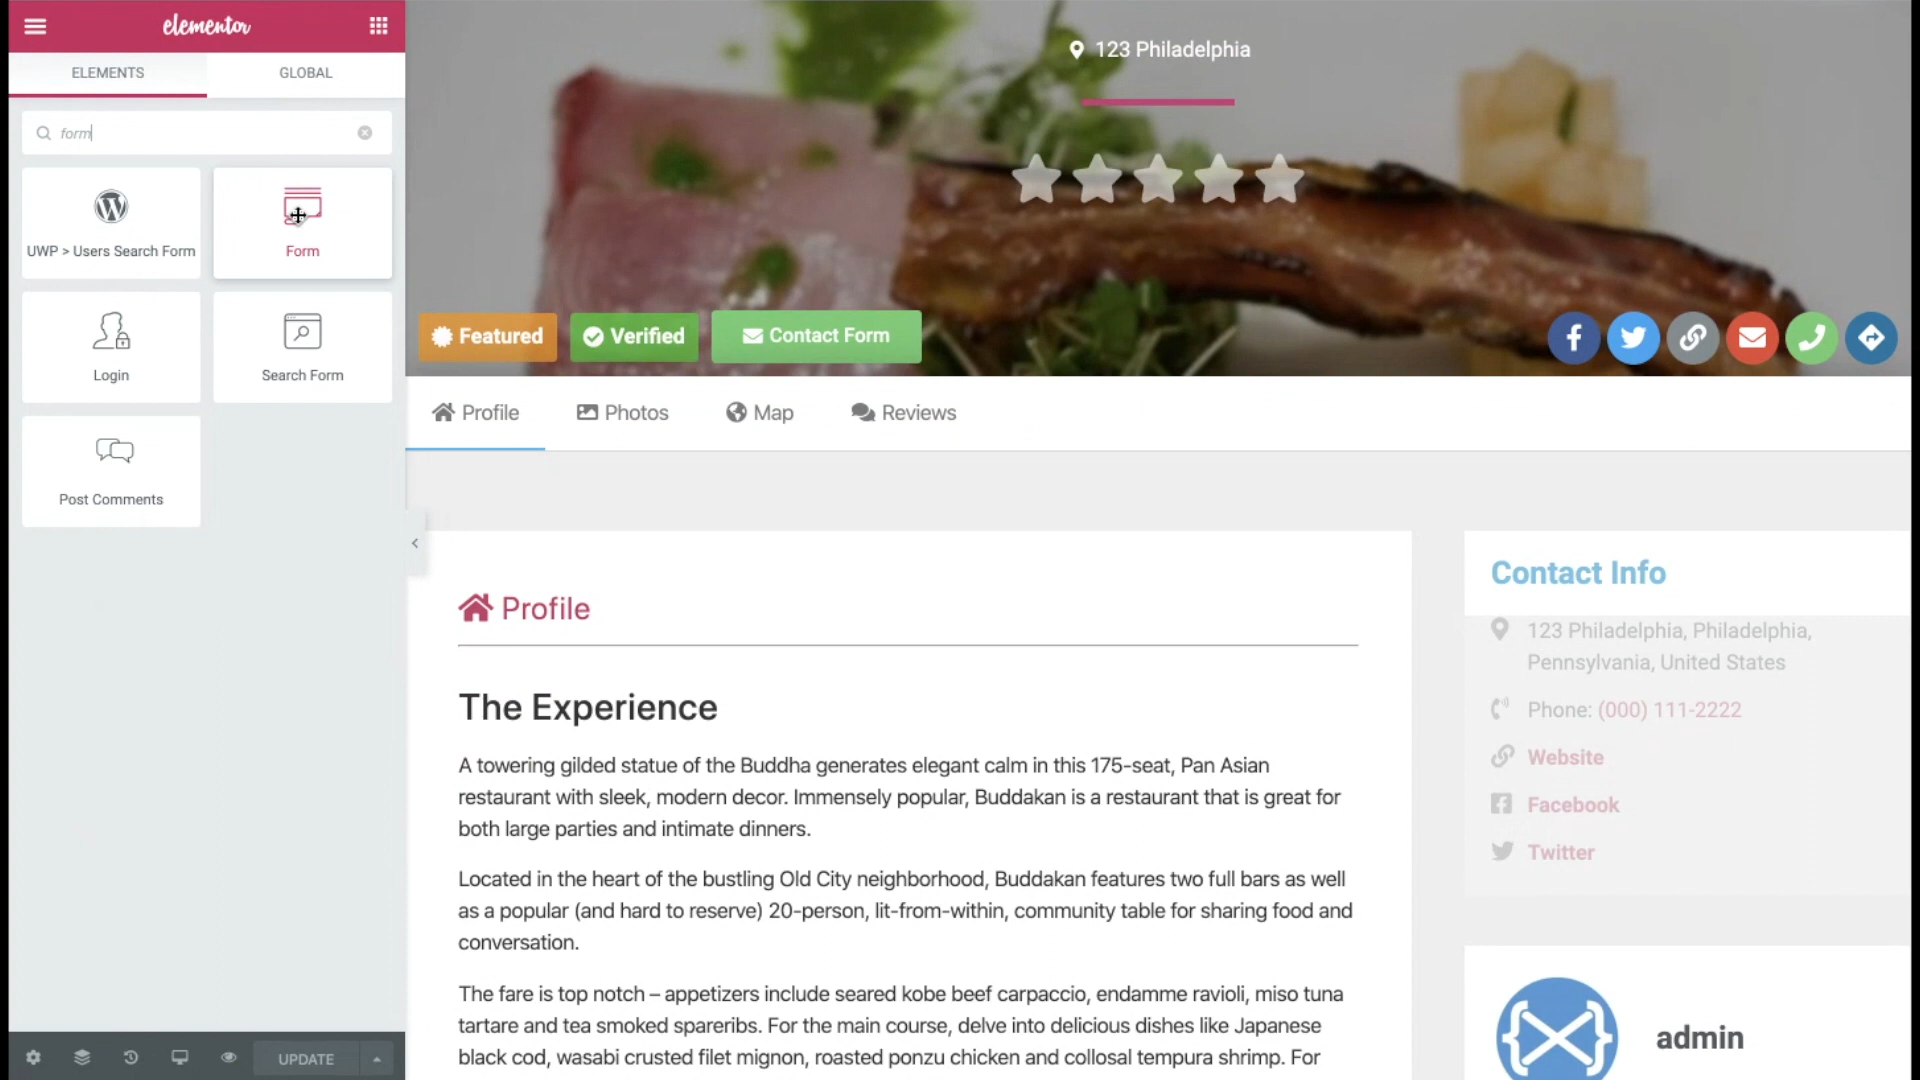 elementor
ELEMENTS
GLOBAL
form
UWP > Users Search Form
Form
Login
Search Form
Post Comments
UPDATE
123 Philadelphia
Featured
Verified
Contact Form
Profile
Photos
Map
Reviews
Profile
The Experience
A towering gilded statue of the Buddha generates elegant calm in this 175-seat, Pan Asian
restaurant with sleek, modern decor. Immensely popular, Buddakan is a restaurant that is great for
both large parties and intimate dinners.
Located in the heart of the bustling Old City neighborhood, Buddakan features two full bars as well
as a popular (and hard to reserve) 20-person, lit-from-within, community table for sharing food and
conversation.
The fare is top notch – appetizers include seared kobe beef carpaccio, endamme ravioli, miso tuna
tartare and tea smoked spareribs. For the main course, delve into delicious dishes like Japanese
black cod, wasabi crusted filet mignon, roasted ponzu chicken and collosal tempura shrimp. For
Contact Info
123 Philadelphia, Philadelphia,
Pennsylvania, United States
Phone: (000) 111-2222
Website
Facebook
Twitter
admin